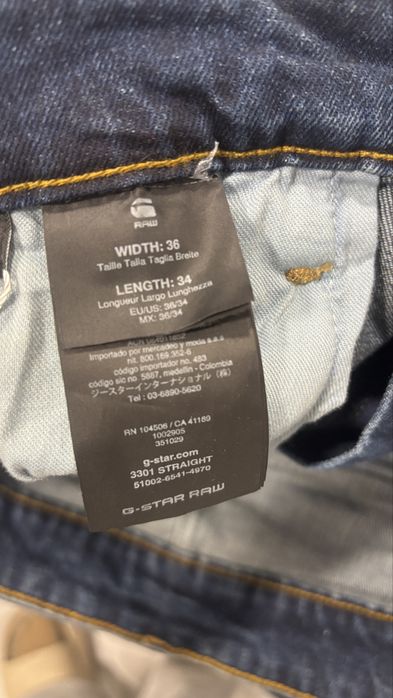 RAW
WIDTH: 36
Taille Talla Taglia Breite
LENGTH: 34
Longueur Largo Lunghezza
EU/US: 36/34
MX: 36/34
Importado por mercadeo y moda s.a.s
nit. 800.169.362-6
código importador no. 483
código sic no. 5887, medellin - Colombia
ジースターインターナショナル(株)
Tel : 03-6890-5620
RN 104506 / CA 41189
1002905
351029
g-star.com
3301 STRAIGHT
51002-6541-4970
G-STAR RAW